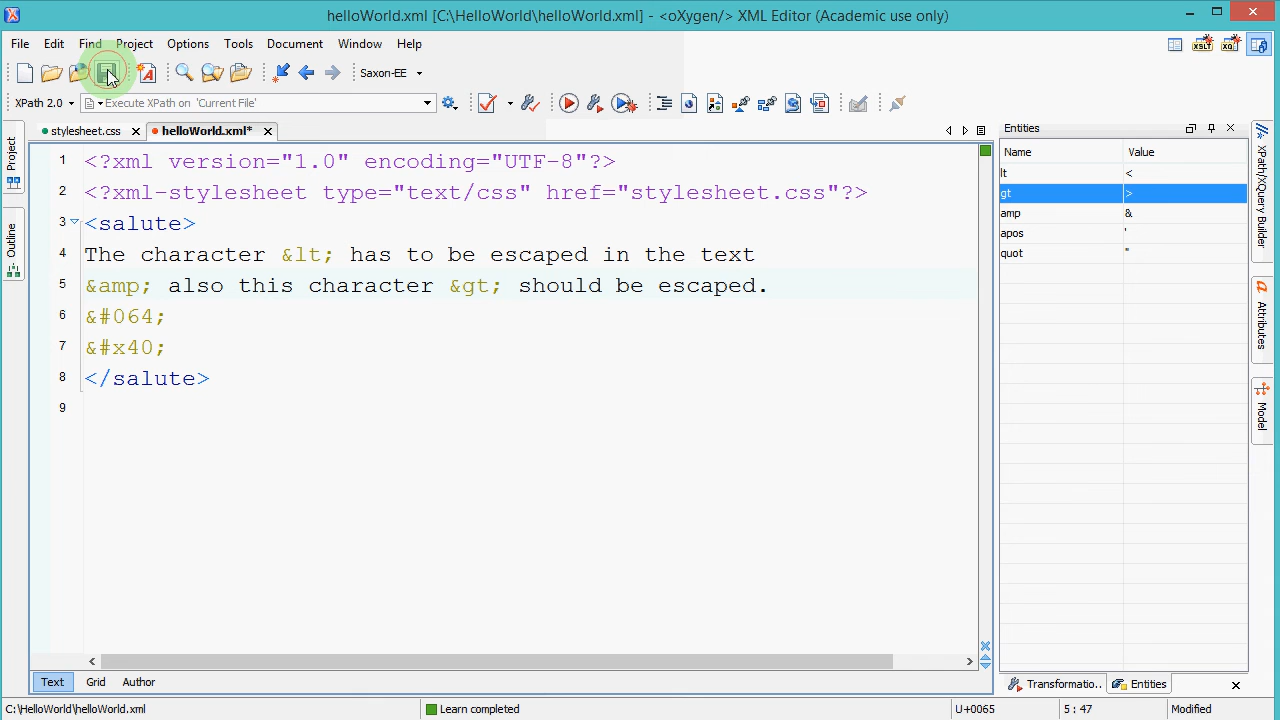 helloWorld.xml [C:\HelloWorld\helloWorld.xml] - <oXygen/> XML Editor (Academic use only)
File Edit Find Project Options Tools Document Window Help
Saxon-EE
XPath 2.0 Execute XPath on 'Current File'
stylesheet.css helloWorld.xml*
Project
Outline
1 <?xml version="1.0" encoding="UTF-8"?>
2 <?xml-stylesheet type="text/css" href="stylesheet.css"?>
3 <salute>
4 The character &lt; has to be escaped in the text
5 &amp; also this character &gt; should be escaped.
6 &#064;
7 &#x40;
8 </salute>
9
Entities
Name Value
lt <
gt >
amp &
apos '
quot "
XPath/XQuery Builder
Attributes
Model
Text Grid Author
Transformatio... Entities
C:\HelloWorld\helloWorld.xml Learn completed U+0065 5 : 47 Modified